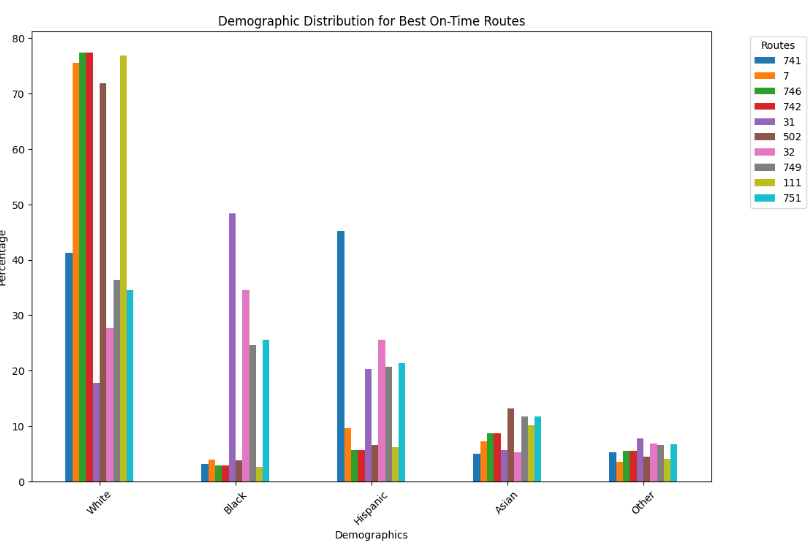 Demographic Distribution for Best On-Time Routes
Routes
741
7
746
742
31
502
32
749
111
751
80
70
60
50
40
30
20
10
0
Percentage
White
Black
Hispanic
Asian
Other
Demographics